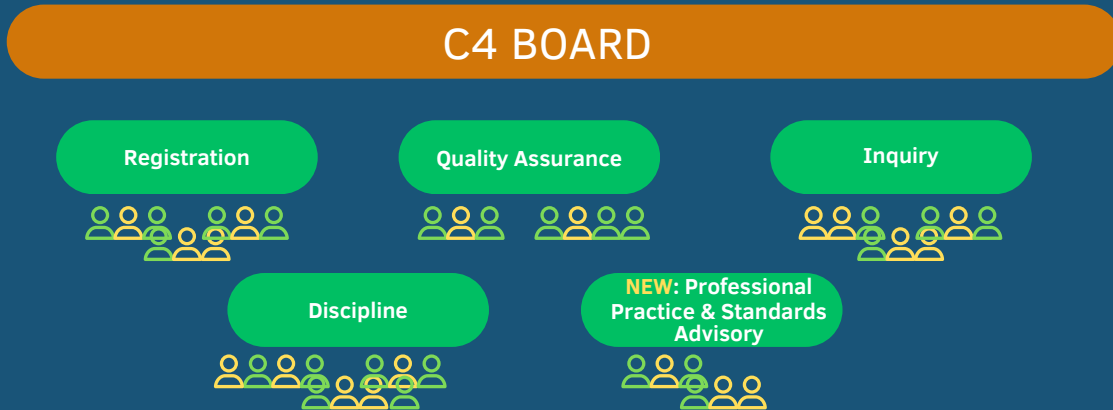 C4 BOARD
Registration
Quality Assurance
Inquiry
Discipline
NEW: Professional
Practice & Standards
Advisory